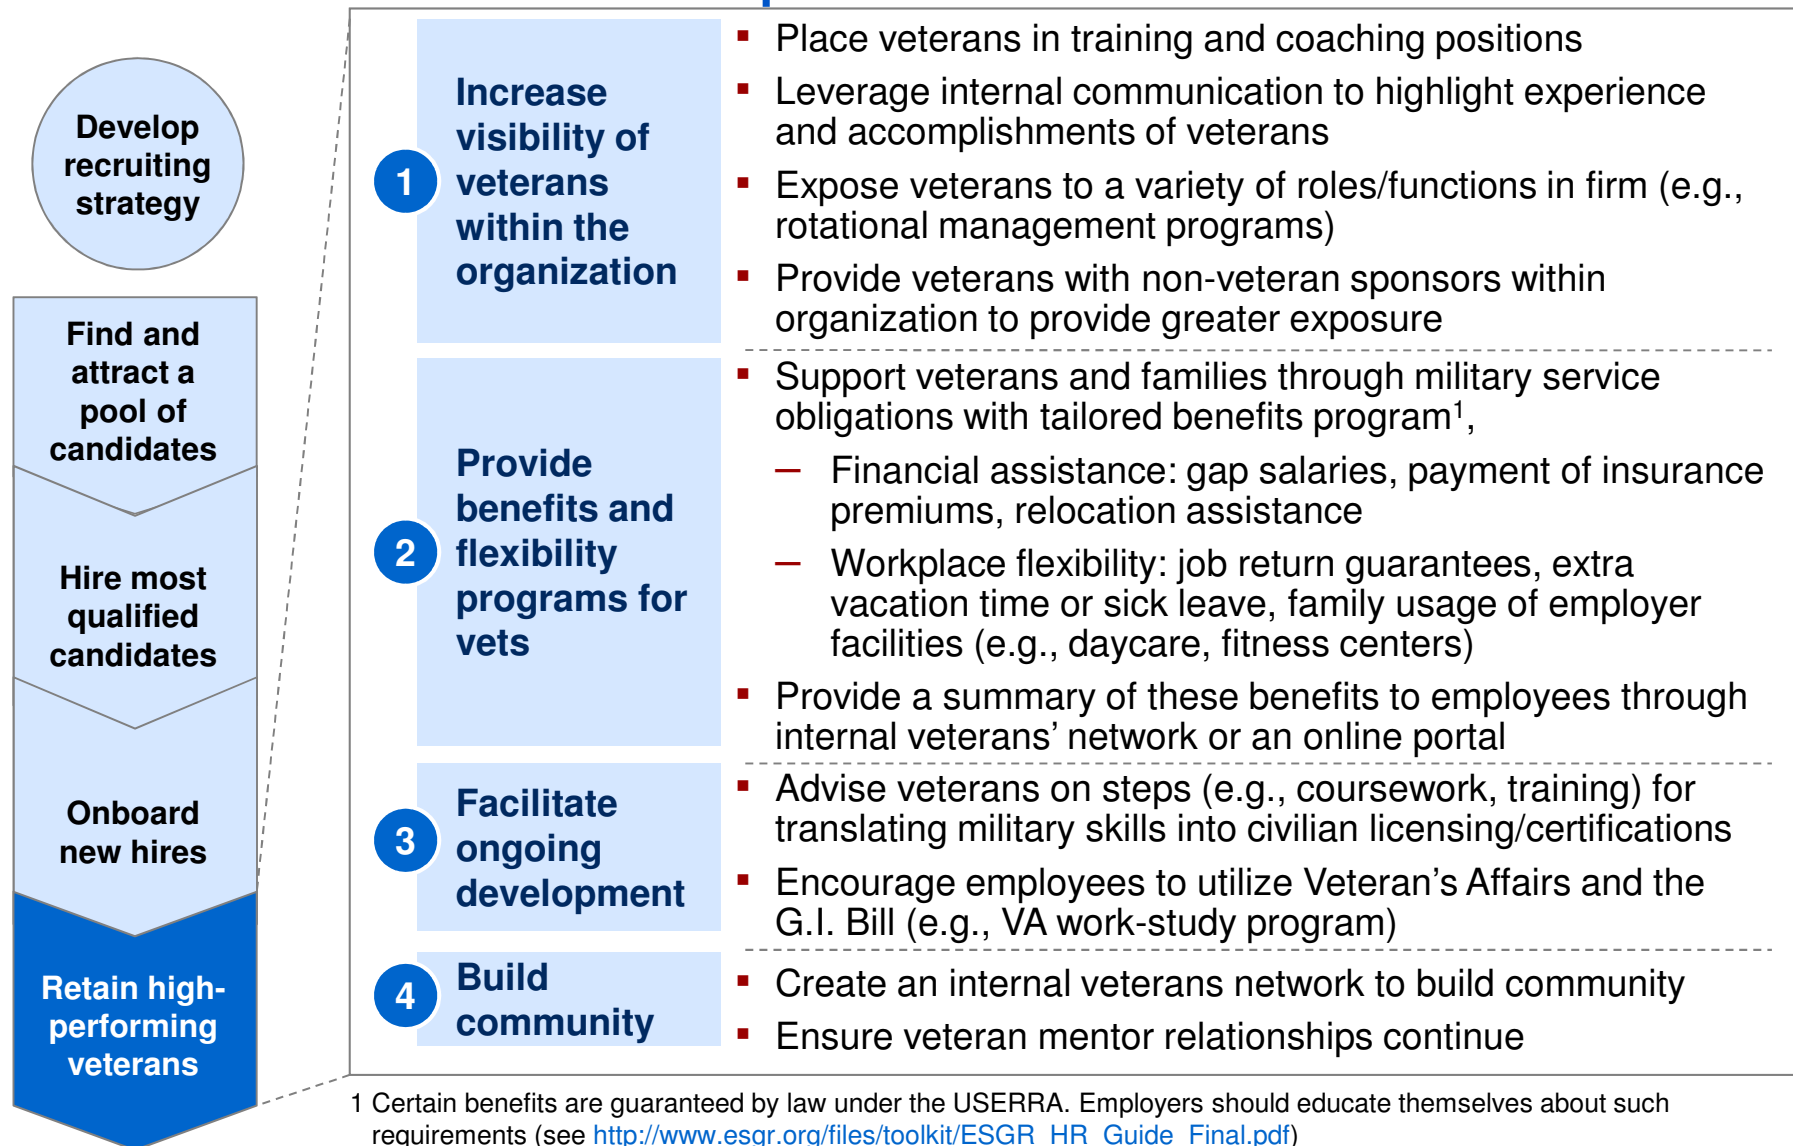 Develop
recruiting
strategy
Find and
attract a
pool of
candidates
Hire most
qualified
candidates
Onboard
new hires
Retain high-
performing
veterans
1
Increase
visibility of
veterans
within the
organization
▪ Place veterans in training and coaching positions
▪ Leverage internal communication to highlight experience
and accomplishments of veterans
▪ Expose veterans to a variety of roles/functions in firm (e.g.,
rotational management programs)
▪ Provide veterans with non-veteran sponsors within
organization to provide greater exposure
2
Provide
benefits and
flexibility
programs for
vets
▪ Support veterans and families through military service
obligations with tailored benefits program¹,
– Financial assistance: gap salaries, payment of insurance
premiums, relocation assistance
– Workplace flexibility: job return guarantees, extra
vacation time or sick leave, family usage of employer
facilities (e.g., daycare, fitness centers)
▪ Provide a summary of these benefits to employees through
internal veterans’ network or an online portal
3
Facilitate
ongoing
development
▪ Advise veterans on steps (e.g., coursework, training) for
translating military skills into civilian licensing/certifications
▪ Encourage employees to utilize Veteran’s Affairs and the
G.I. Bill (e.g., VA work-study program)
4
Build
community
▪ Create an internal veterans network to build community
▪ Ensure veteran mentor relationships continue
1 Certain benefits are guaranteed by law under the USERRA. Employers should educate themselves about such
requirements (see http://www.esgr.org/files/toolkit/ESGR_HR_Guide_Final.pdf)